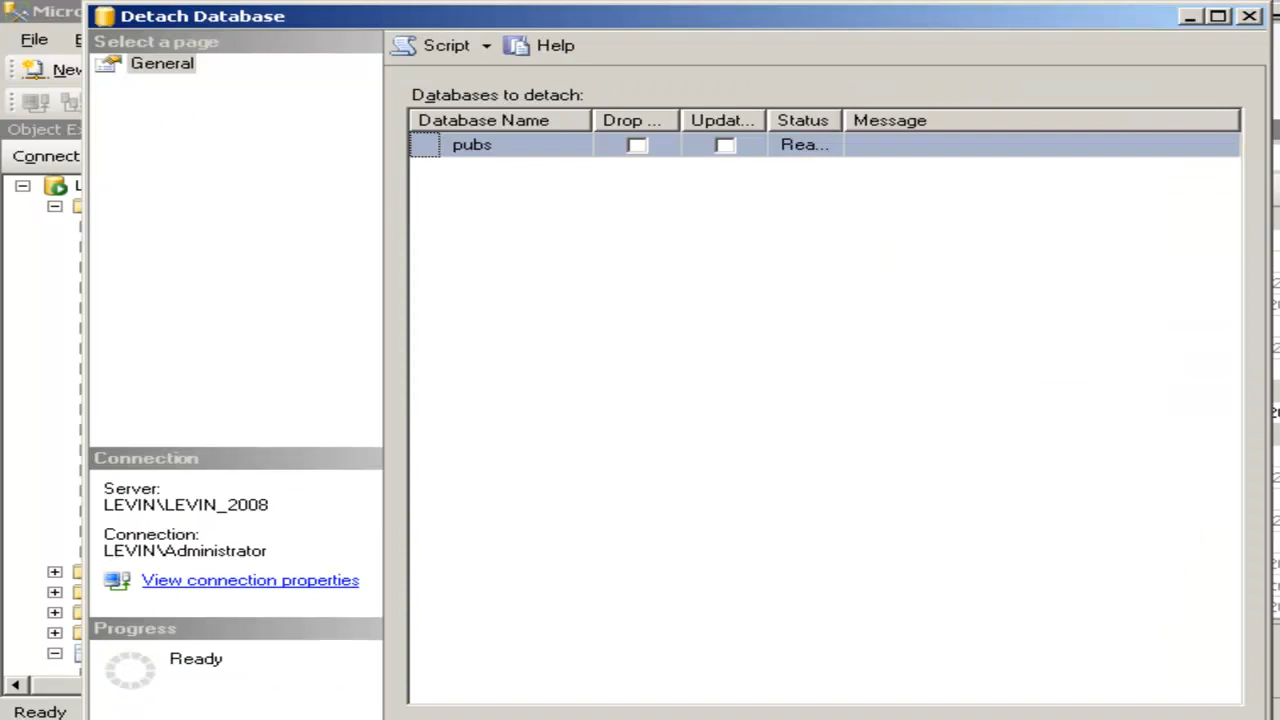 Micro
Detach Database
File
New
Object Ex
Connect
Select a page
General
Script
Help
Databases to detach:
Database Name Drop ... Updat... Status Message
pubs Rea...
Connection
Server:
LEVIN\LEVIN_2008
Connection:
LEVIN\Administrator
View connection properties
Progress
Ready
Ready